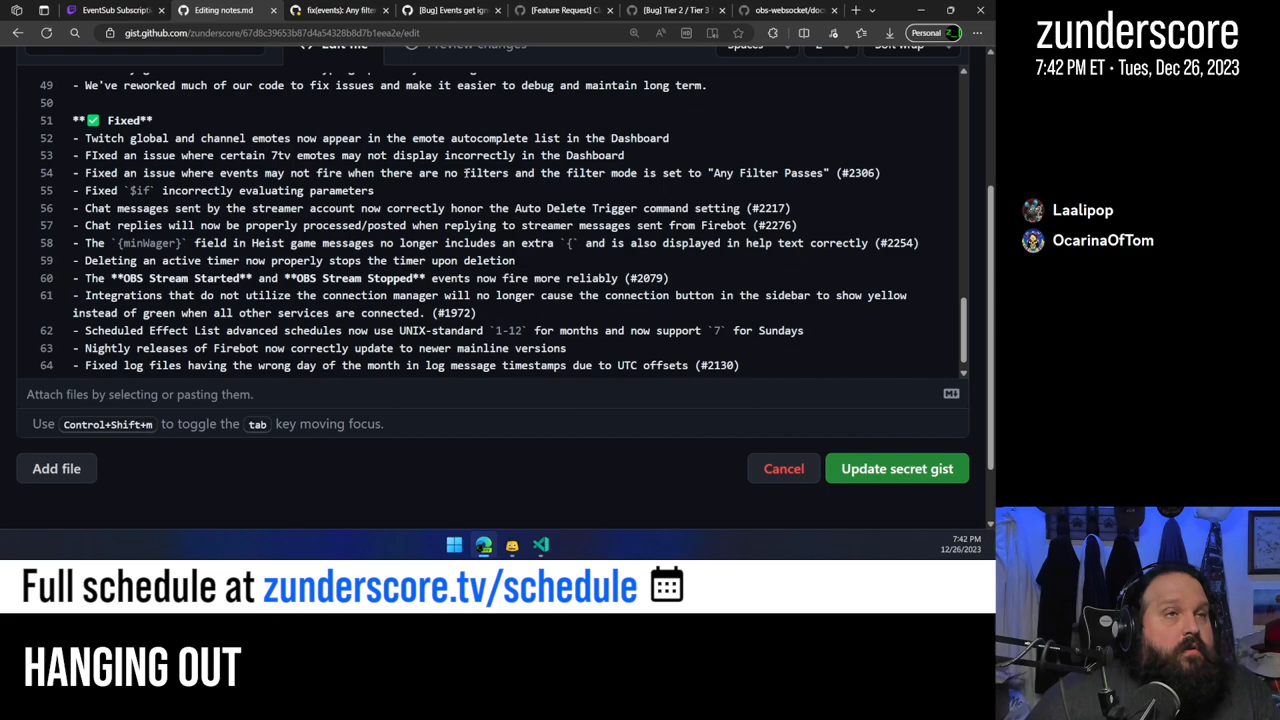 EventSub Subscripti
Editing notes.md
fix(events): Any filter
[Bug] Events get ign
[Feature Request] C
[Bug] Tier 2 / Tier 3
obs-websocket/doc
gist.github.com/zunderscore/67d8c39653b87d4a54328b8d7b1eea2e/edit
Personal
Edit file
Preview changes
Spaces
2
Soft wrap
49 - We've reworked much of our code to fix issues and make it easier to debug and maintain long term.
50
51 **✅ Fixed**
52 - Twitch global and channel emotes now appear in the emote autocomplete list in the Dashboard
53 - FIxed an issue where certain 7tv emotes may not display incorrectly in the Dashboard
54 - Fixed an issue where events may not fire when there are no filters and the filter mode is set to "Any Filter Passes" (#2306)
55 - Fixed `$if` incorrectly evaluating parameters
56 - Chat messages sent by the streamer account now correctly honor the Auto Delete Trigger command setting (#2217)
57 - Chat replies will now be properly processed/posted when replying to streamer messages sent from Firebot (#2276)
58 - The `{minWager}` field in Heist game messages no longer includes an extra `{` and is also displayed in help text correctly (#2254)
59 - Deleting an active timer now properly stops the timer upon deletion
60 - The **OBS Stream Started** and **OBS Stream Stopped** events now fire more reliably (#2079)
61 - Integrations that do not utilize the connection manager will no longer cause the connection button in the sidebar to show yellow
instead of green when all other services are connected. (#1972)
62 - Scheduled Effect List advanced schedules now use UNIX-standard `1-12` for months and now support `7` for Sundays
63 - Nightly releases of Firebot now correctly update to newer mainline versions
64 - Fixed log files having the wrong day of the month in log message timestamps due to UTC offsets (#2130)
Attach files by selecting or pasting them.
Use Control+Shift+m to toggle the tab key moving focus.
Add file
Cancel
Update secret gist
7:42 PM
12/26/2023
zunderscore
7:42 PM ET • Tues, Dec 26, 2023
Laalipop
OcarinaOfTom
Full schedule at zunderscore.tv/schedule
HANGING OUT